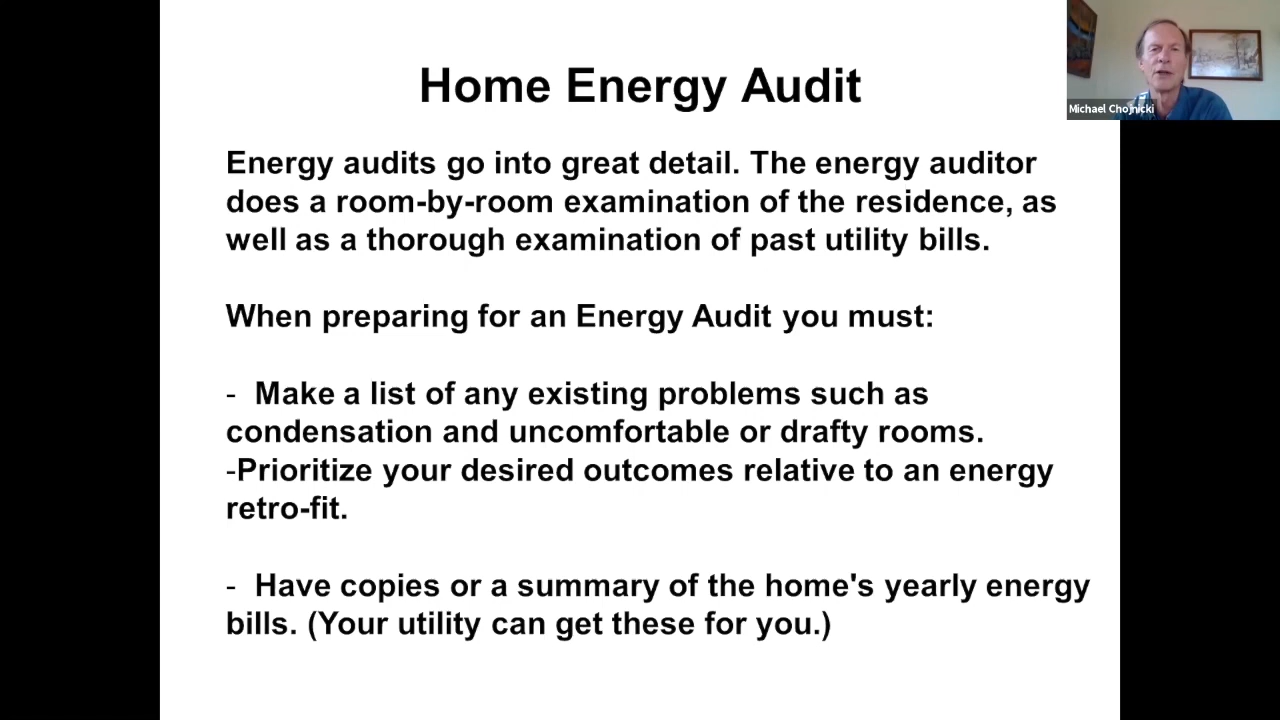 Home Energy Audit
Michael Chojnicki
Energy audits go into great detail. The energy auditor
does a room-by-room examination of the residence, as
well as a thorough examination of past utility bills.
When preparing for an Energy Audit you must:
- Make a list of any existing problems such as
condensation and uncomfortable or drafty rooms.
-Prioritize your desired outcomes relative to an energy
retro-fit.
- Have copies or a summary of the home's yearly energy
bills. (Your utility can get these for you.)